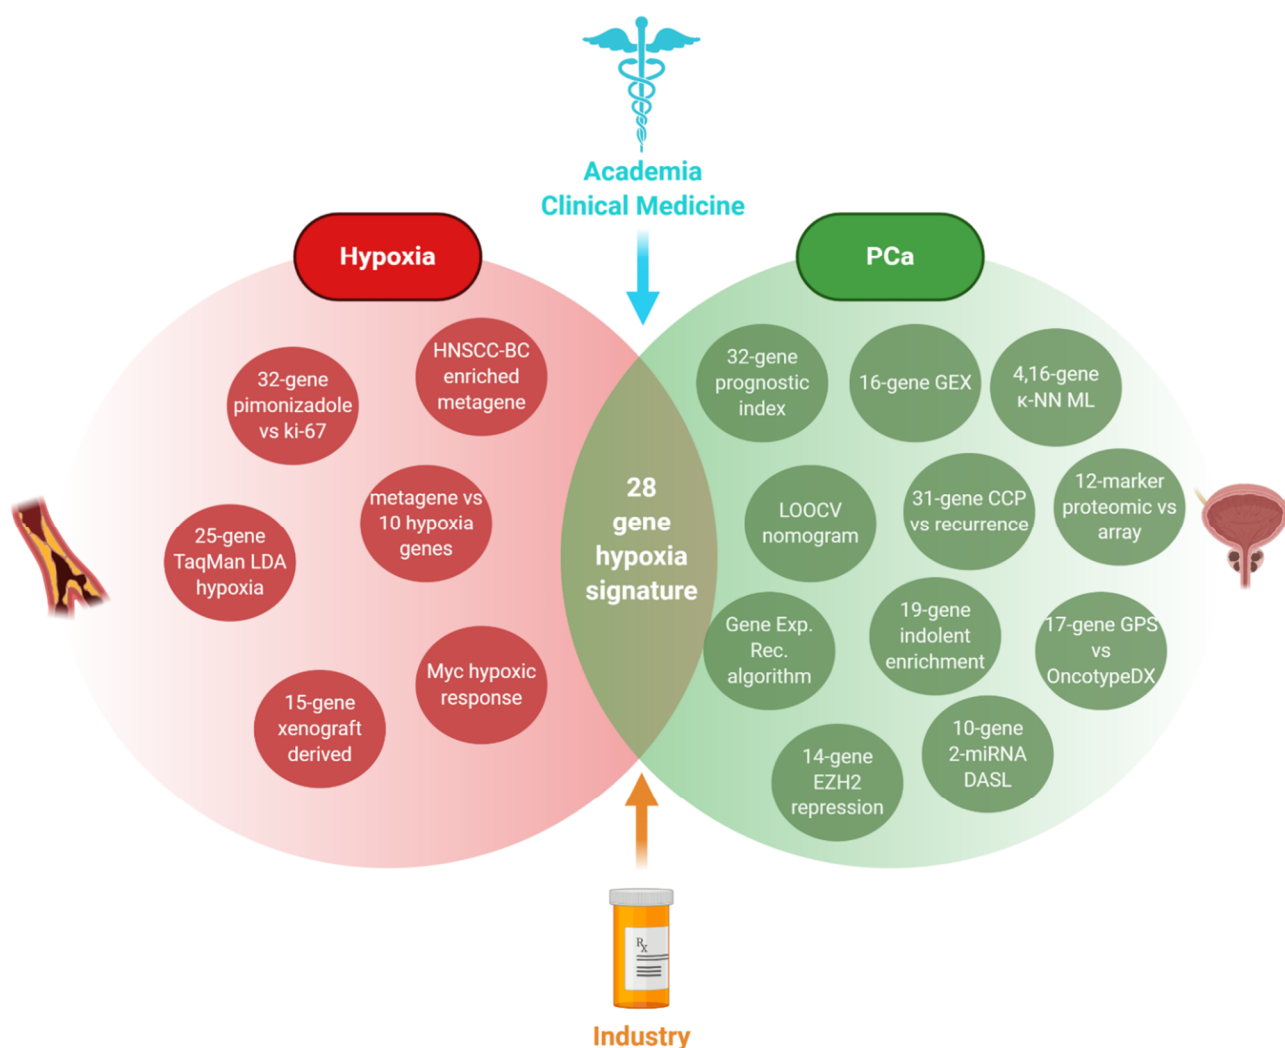 Academia
Clinical Medicine
Hypoxia
PCa
HNSCC-BC
enriched
metagene
32-gene
pimonizadole
vs ki-67
metagene vs
10 hypoxia
genes
25-gene
TaqMan LDA
hypoxia
Myc hypoxic
response
15-gene
xenograft
derived
28
gene
hypoxia
signature
32-gene
prognostic
index
16-gene GEX
4,16-gene
κ-NN ML
LOOCV
nomogram
31-gene CCP
vs recurrence
12-marker
proteomic vs
array
Gene Exp.
Rec.
algorithm
19-gene
indolent
enrichment
17-gene GPS
vs
OncotypeDX
14-gene
EZH2
repression
10-gene
2-miRNA
DASL
Rx
Industry